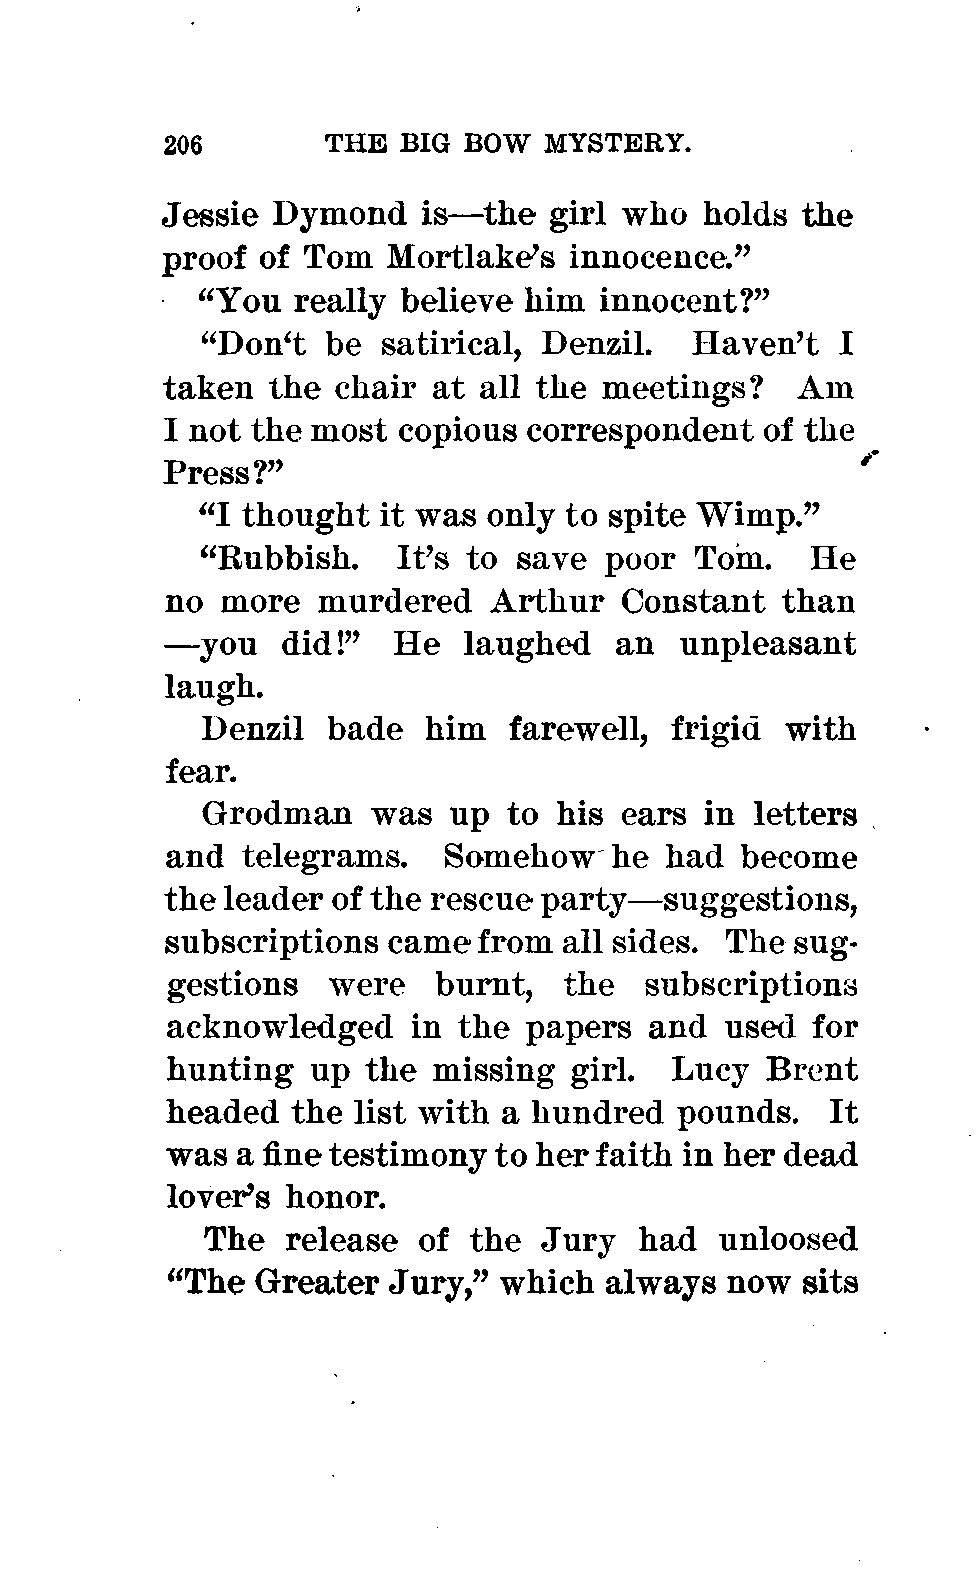 206 THE BIG BOW MYSTERY.
Jessie Dymond is—the girl who holds the
proof of Tom Mortlake's innocence.”
“You really believe him innocent?”
“Don‘t be satirical, Denzil. Haven't I
taken the chair at all the meetings? Am
I not the most copious correspondent of the
Press?”
“I thought it was only to spite Wimp.”
“Rubbish. It's to save poor Tom. He
no more murdered Arthur Constant than
—you did!” He laughed an unpleasant
laugh.
Denzil bade him farewell, frigid with
fear.
Grodman was up to his ears in letters
and telegrams. Somehow he had become
the leader of the rescue party—suggestions,
subscriptions came from all sides. The sug-
gestions were burnt, the subscriptions
acknowledged in the papers and used for
hunting up the missing girl. Lucy Brent
headed the list with a hundred pounds. It
was a fine testimony to her faith in her dead
lover's honor.
The release of the Jury had unloosed
“The Greater Jury,” which always now sits